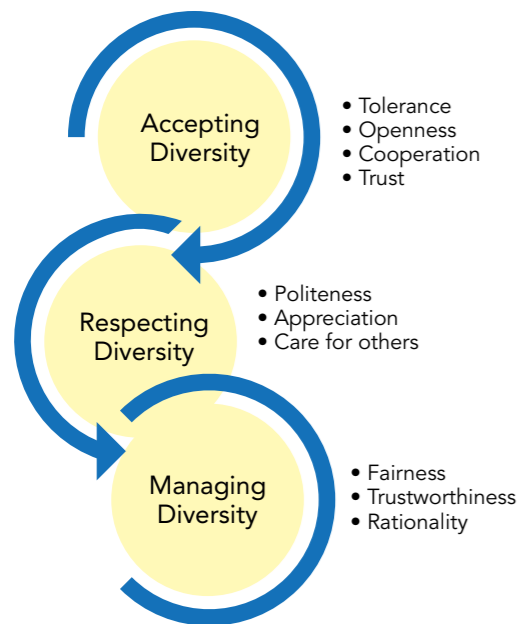 Accepting
Diversity
• Tolerance
• Openness
• Cooperation
• Trust
Respecting
Diversity
• Politeness
• Appreciation
• Care for others
Managing
Diversity
• Fairness
• Trustworthiness
• Rationality